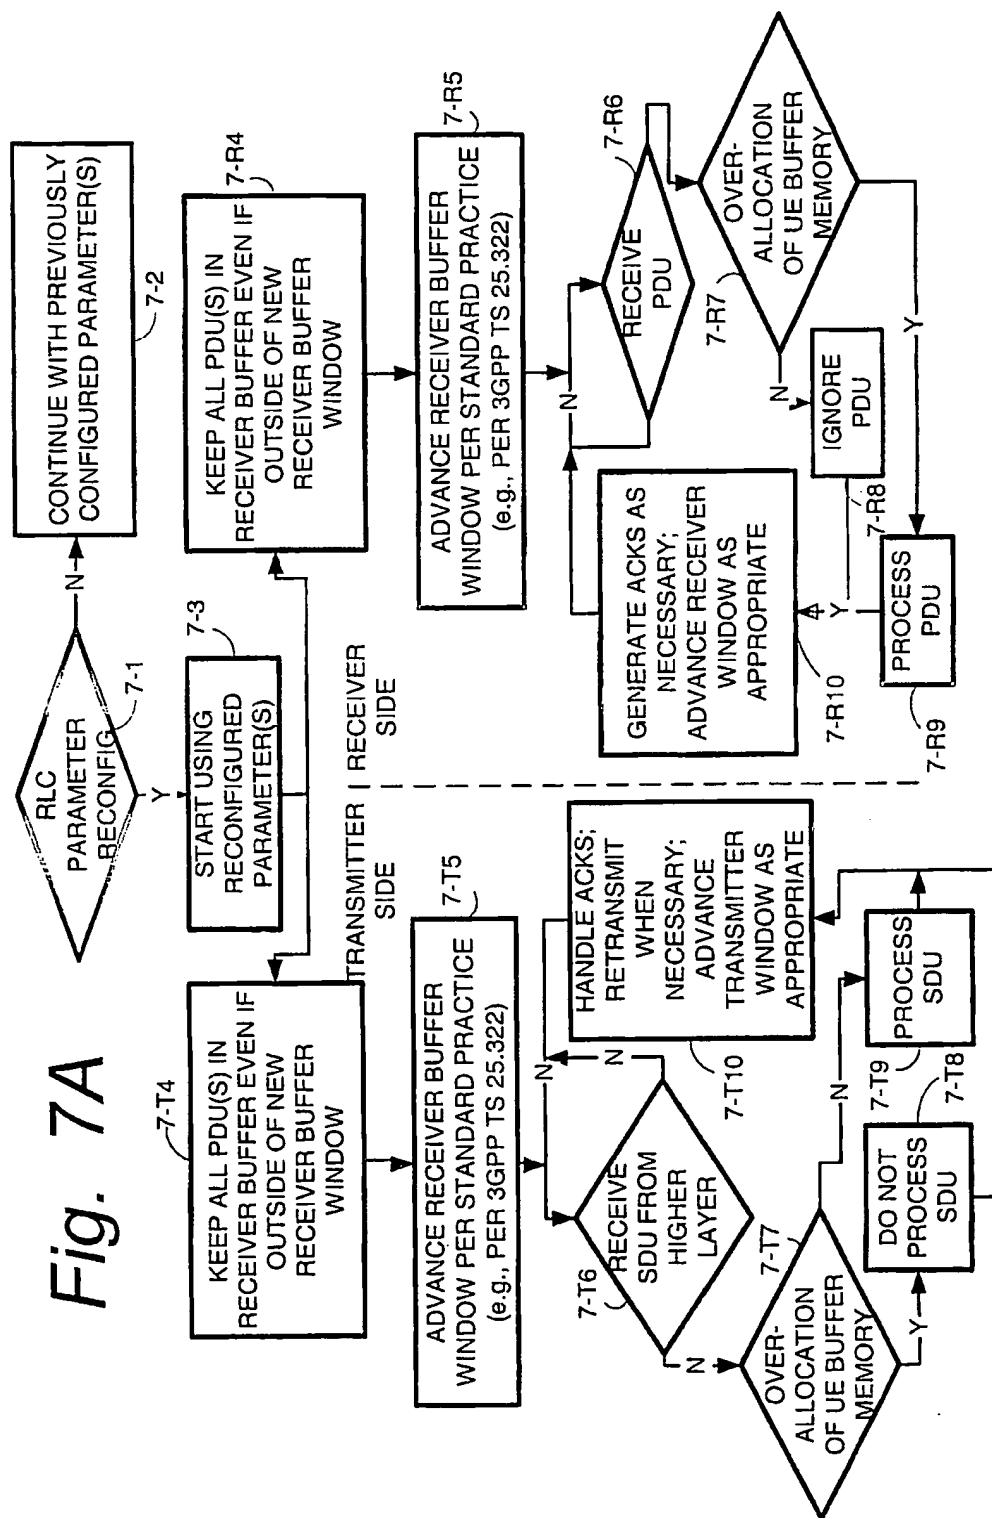 Fig. 7A
RLC
PARAMETER
RECONFIG
7-1
N
CONTINUE WITH PREVIOUSLY
CONFIGURED PARAMETER(S)
7-2
Y
START USING
RECONFIGURED
PARAMETER(S)
7-3
TRANSMITTER
SIDE
RECEIVER
SIDE
7-T4
KEEP ALL PDU(S) IN
RECEIVER BUFFER EVEN IF
OUTSIDE OF NEW
RECEIVER BUFFER
WINDOW
ADVANCE RECEIVER BUFFER
WINDOW PER STANDARD PRACTICE
(e.g., PER 3GPP TS 25.322)
7-T5
N
N
RECEIVE
SDU FROM
HIGHER
LAYER
7-T6
N
HANDLE ACKS;
RETRANSMIT
WHEN
NECESSARY;
ADVANCE
TRANSMITTER
WINDOW AS
APPROPRIATE
7-T10
OVER-
ALLOCATION
OF UE BUFFER
MEMORY
7-T7
N
Y
PROCESS
SDU
7-T9
DO NOT
PROCESS
SDU
7-T8
KEEP ALL PDU(S) IN
RECEIVER BUFFER EVEN IF
OUTSIDE OF NEW
RECEIVER BUFFER
WINDOW
7-R4
ADVANCE RECEIVER BUFFER
WINDOW PER STANDARD PRACTICE
(e.g., PER 3GPP TS 25.322)
7-R5
N
RECEIVE
PDU
7-R6
GENERATE ACKS AS
NECESSARY;
ADVANCE RECEIVER
WINDOW AS
APPROPRIATE
7-R10
OVER-
ALLOCATION
OF UE BUFFER
MEMORY
7-R7
N
Y
IGNORE
PDU
7-R8
Y
PROCESS
PDU
7-R9